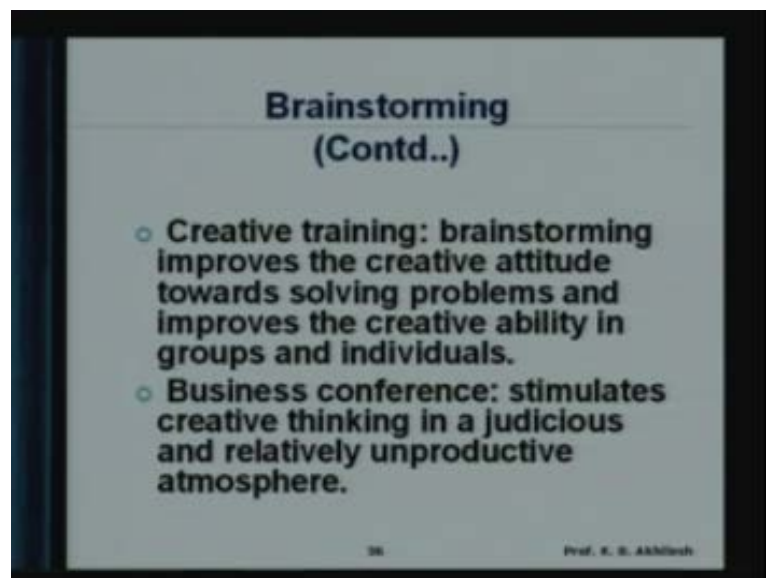 Brainstorming
(Contd..)
Creative training: brainstorming
improves the creative attitude
towards solving problems and
improves the creative ability in
groups and individuals.
Business conference: stimulates
creative thinking in a judicious
and relatively unproductive
atmosphere.
Prof. K. B. Akhilesh